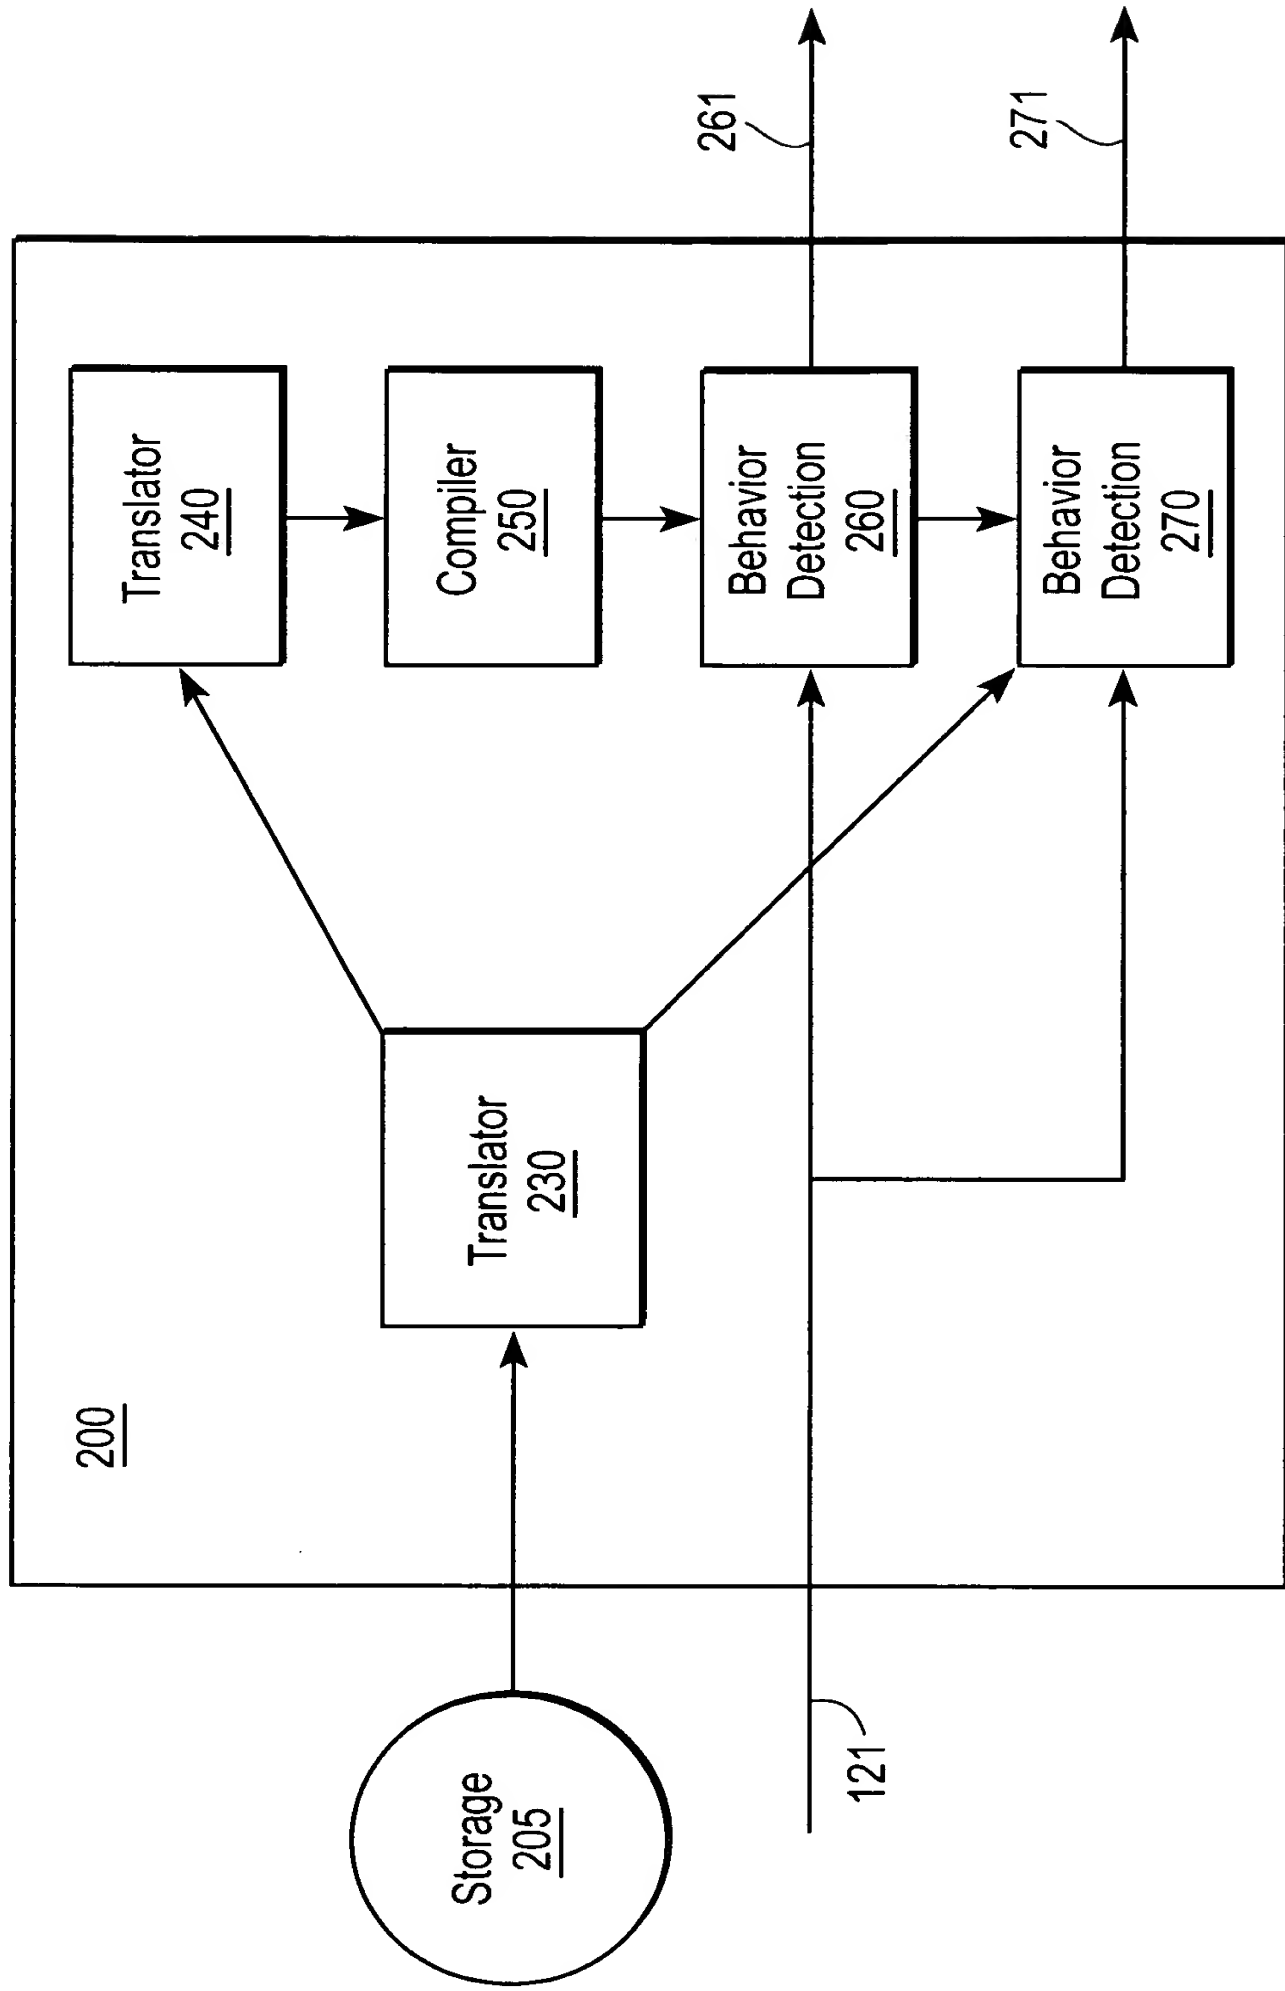 200
Storage
205
121
Translator
230
Translator
240
Compiler
250
Behavior
Detection
260
Behavior
Detection
270
261
271